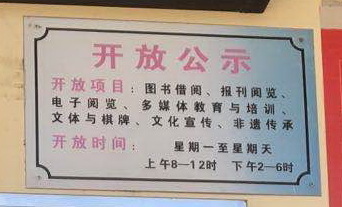 开放公示
开放项目：图书借阅、报刊阅览、
电子阅览、多媒体教育与培训、
文体与棋牌、文化宣传、非遗传承
开放时间：星期一至星期天
上午8—12时 下午2—6时